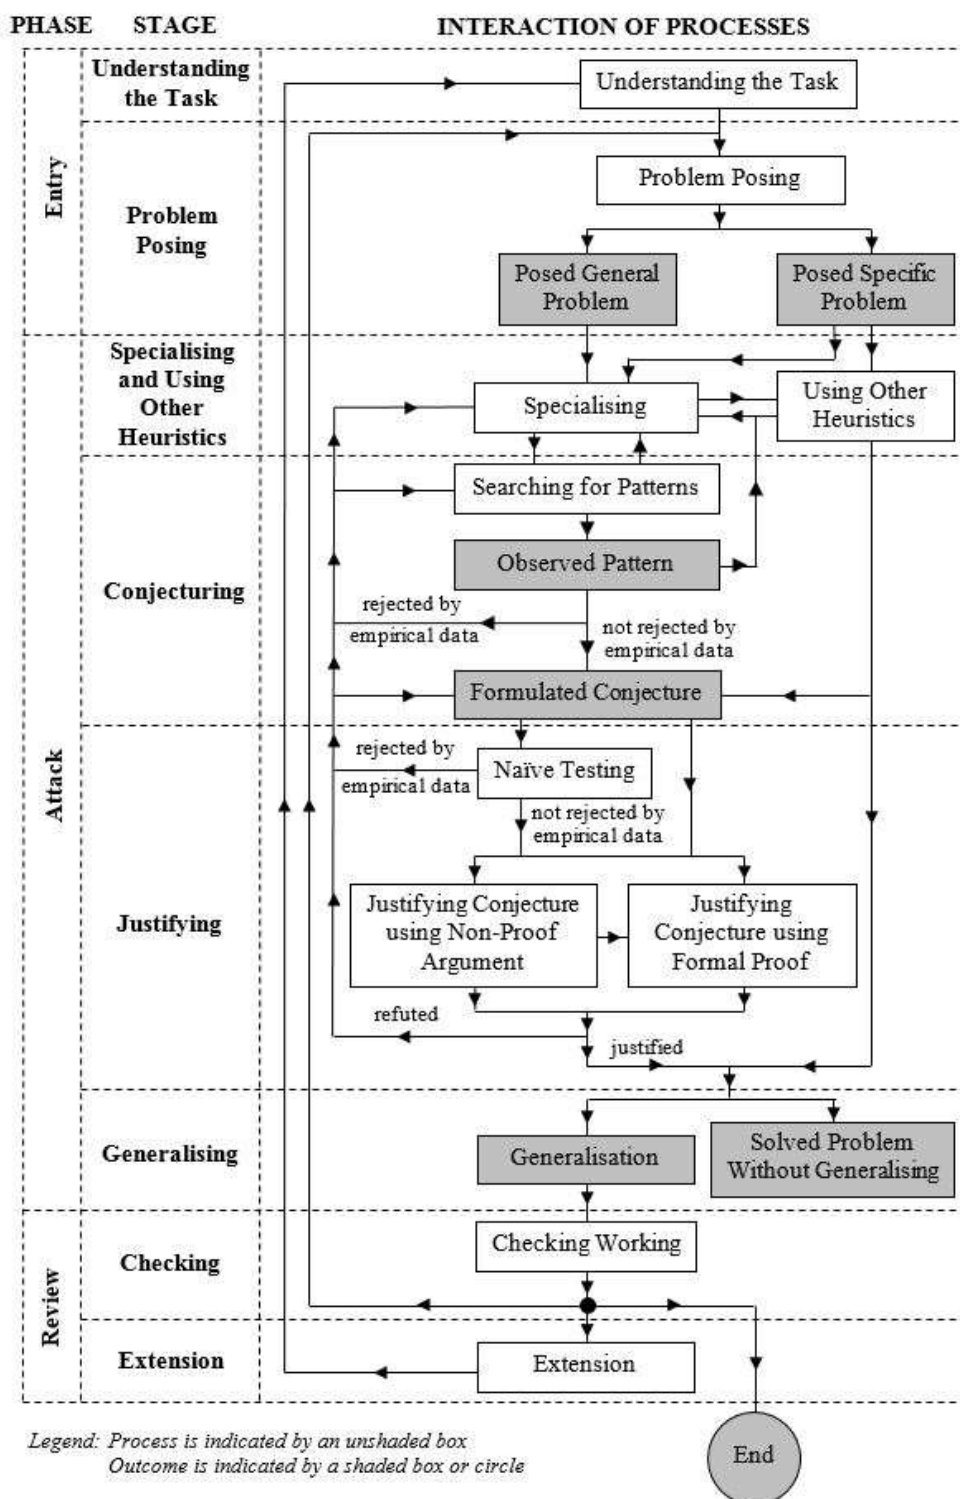 PHASE STAGE INTERACTION OF PROCESSES
Entry
Understanding
the Task
Understanding the Task
Problem
Posing
Problem Posing
Posed General
Problem
Posed Specific
Problem
Attack
Specialising
and Using
Other
Heuristics
Specialising
Using Other
Heuristics
Conjecturing
Searching for Patterns
Observed Pattern
rejected by
empirical data
not rejected by
empirical data
Formulated Conjecture
Justifying
rejected by
empirical data
Naïve Testing
not rejected by
empirical data
Justifying Conjecture
using Non-Proof
Argument
Justifying
Conjecture using
Formal Proof
refuted
justified
Generalising
Generalisation
Solved Problem
Without Generalising
Review
Checking
Checking Working
Extension
Extension
End
Legend: Process is indicated by an unshaded box
Outcome is indicated by a shaded box or circle